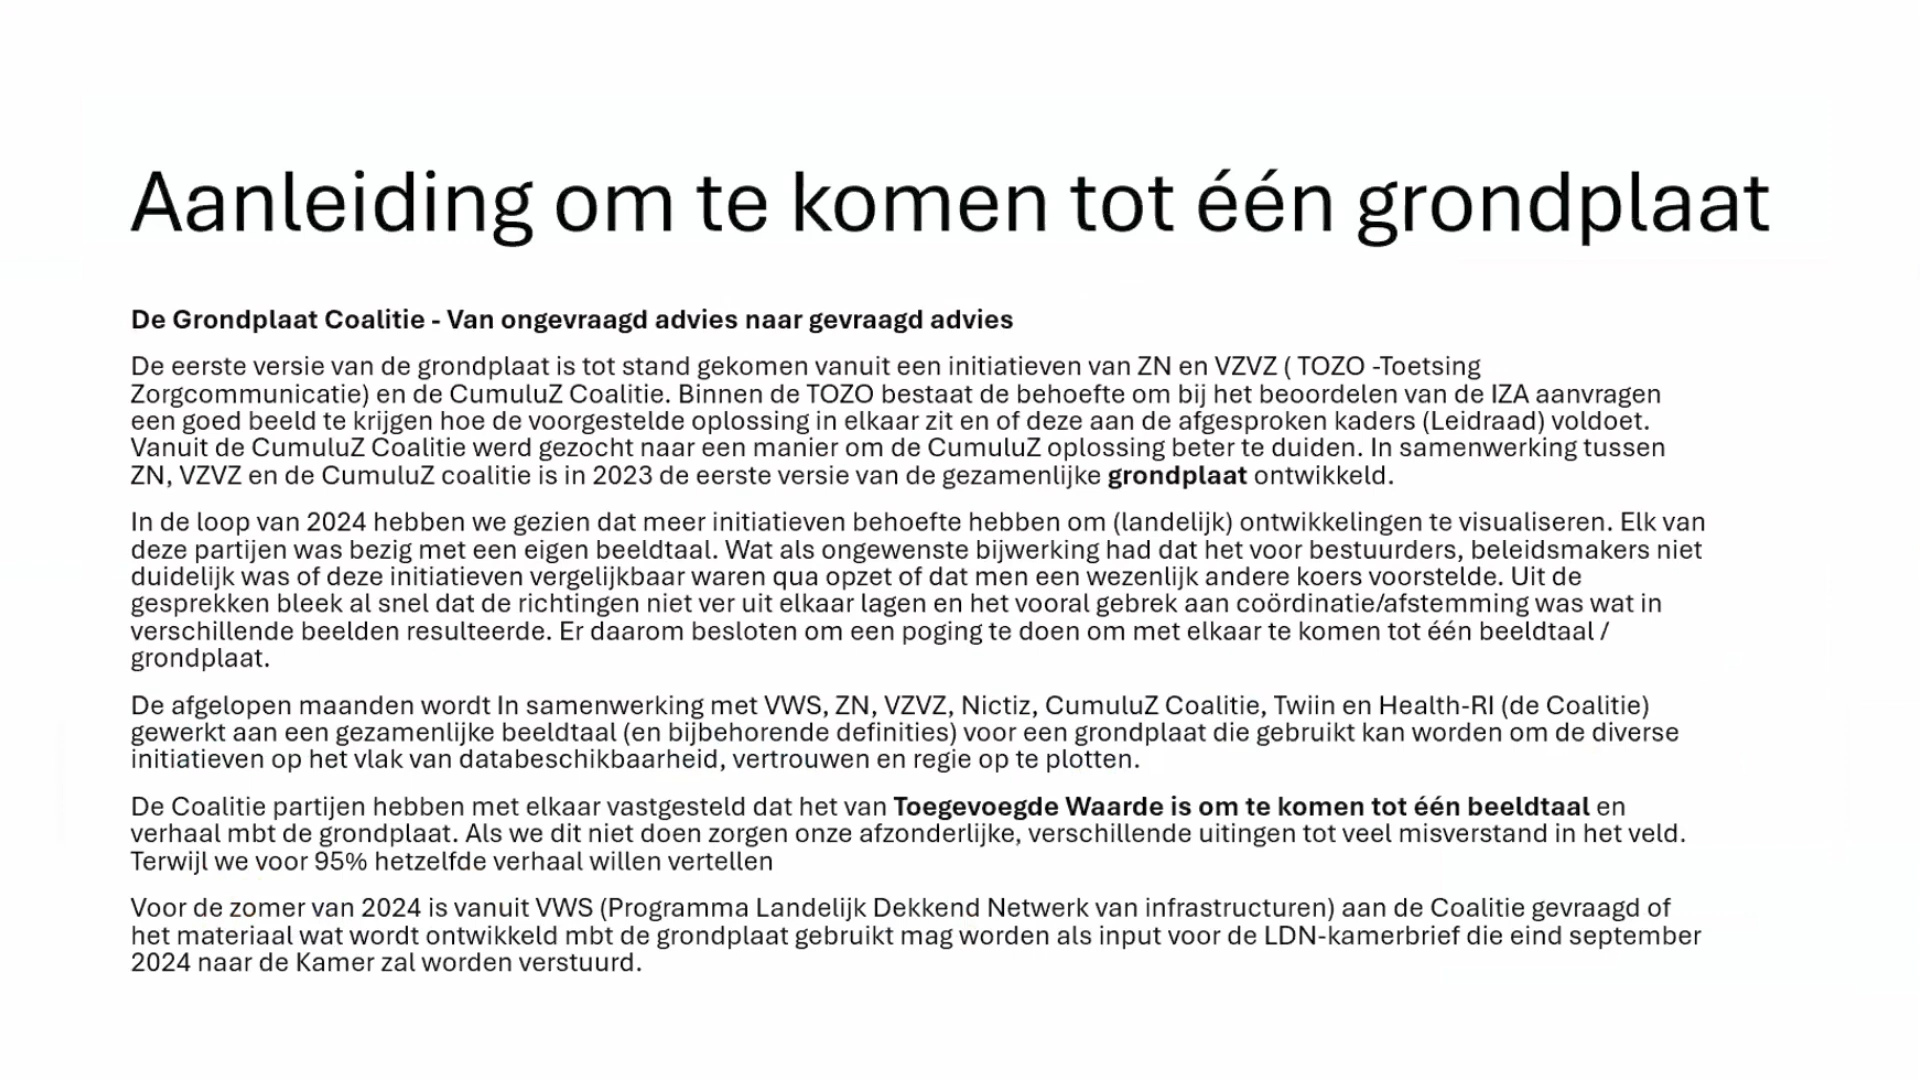 Aanleiding om te komen tot één grondplaat
De Grondplaat Coalitie - Van ongevraagd advies naar gevraagd advies
De eerste versie van de grondplaat is tot stand gekomen vanuit een initiatieven van ZN en VZVZ ( TOZO -Toetsing
Zorgcommunicatie) en de CumuluZ Coalitie. Binnen de TOZO bestaat de behoefte om bij het beoordelen van de IZA aanvragen
een goed beeld te krijgen hoe de voorgestelde oplossing in elkaar zit en of deze aan de afgesproken kaders (Leidraad) voldoet.
Vanuit de CumuluZ Coalitie werd gezocht naar een manier om de CumuluZ oplossing beter te duiden. In samenwerking tussen
ZN, VZVZ en de CumuluZ coalitie is in 2023 de eerste versie van de gezamenlijke grondplaat ontwikkeld.
In de loop van 2024 hebben we gezien dat meer initiatieven behoefte hebben om (landelijk) ontwikkelingen te visualiseren. Elk van
deze partijen was bezig met een eigen beeldtaal. Wat als ongewenste bijwerking had dat het voor bestuurders, beleidsmakers niet
duidelijk was of deze initiatieven vergelijkbaar waren qua opzet of dat men een wezenlijk andere koers voorstelde. Uit de
gesprekken bleek al snel dat de richtingen niet ver uit elkaar lagen en het vooral gebrek aan coördinatie/afstemming was wat in
verschillende beelden resulteerde. Er daarom besloten om een poging te doen om met elkaar te komen tot één beeldtaal /
grondplaat.
De afgelopen maanden wordt In samenwerking met VWS, ZN, VZVZ, Nictiz, CumuluZ Coalitie, Twiin en Health-RI (de Coalitie)
gewerkt aan een gezamenlijke beeldtaal (en bijbehorende definities) voor een grondplaat die gebruikt kan worden om de diverse
initiatieven op het vlak van databeschikbaarheid, vertrouwen en regie op te plotten.
De Coalitie partijen hebben met elkaar vastgesteld dat het van Toegevoegde Waarde is om te komen tot één beeldtaal en
verhaal mbt de grondplaat. Als we dit niet doen zorgen onze afzonderlijke, verschillende uitingen tot veel misverstand in het veld.
Terwijl we voor 95% hetzelfde verhaal willen vertellen
Voor de zomer van 2024 is vanuit VWS (Programma Landelijk Dekkend Netwerk van infrastructuren) aan de Coalitie gevraagd of
het materiaal wat wordt ontwikkeld mbt de grondplaat gebruikt mag worden als input voor de LDN-kamerbrief die eind september
2024 naar de Kamer zal worden verstuurd.